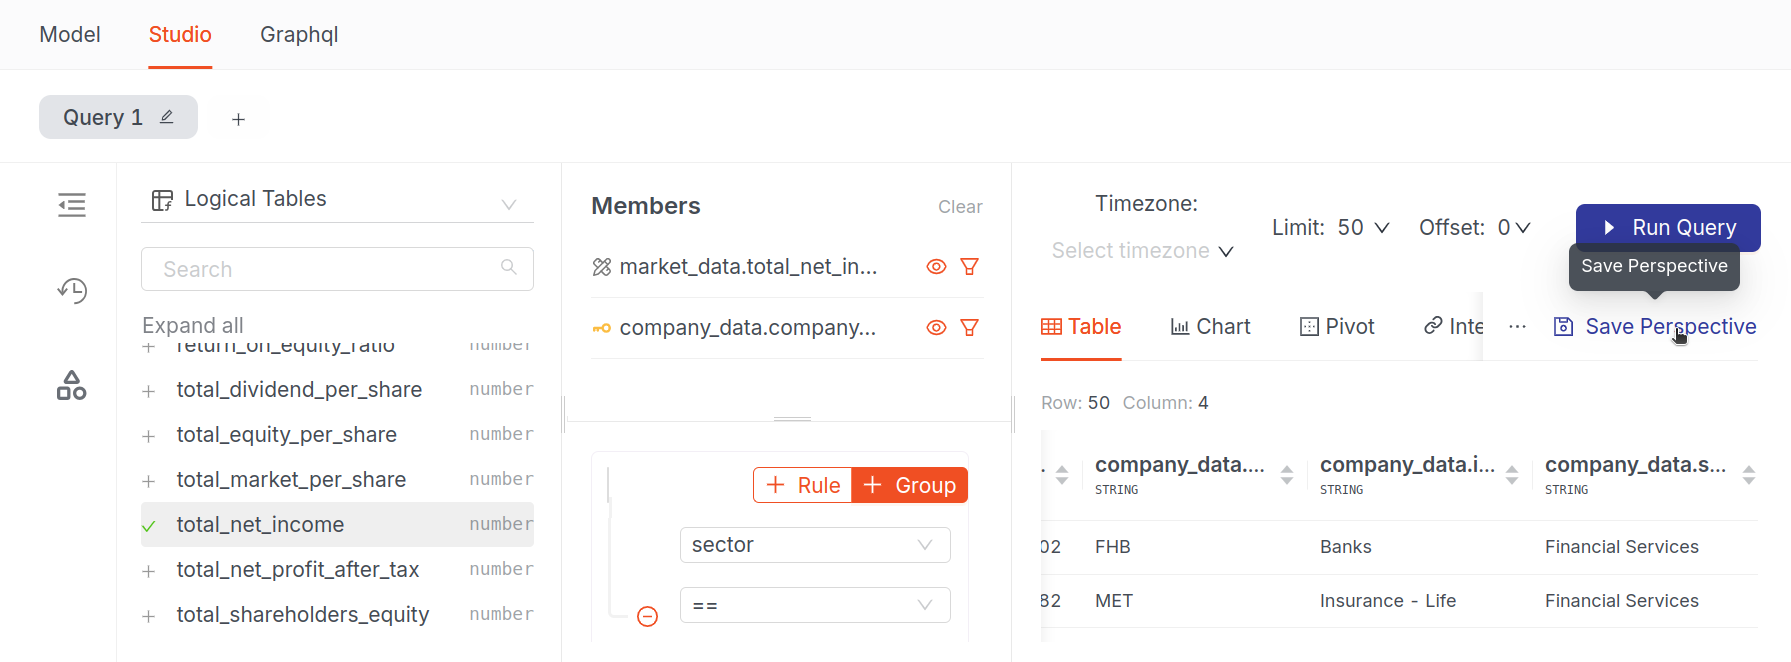 Model Studio Graphql
Query 1
Logical Tables
Search
Expand all
return_on_equity_ratio number
total_dividend_per_share number
total_equity_per_share number
total_market_per_share number
total_net_income number
total_net_profit_after_tax number
total_shareholders_equity number
Members Clear
market_data.total_net_in...
company_data.company...
+ Rule + Group
sector
==
Timezone:
Select timezone
Limit: 50 Offset: 0
Run Query
Save Perspective
Table Chart Pivot Inte ... Save Perspective
Row: 50 Column: 4
. company_data.... company_data.i... company_data.s...
STRING STRING STRING
02 FHB Banks Financial Services
82 MET Insurance - Life Financial Services